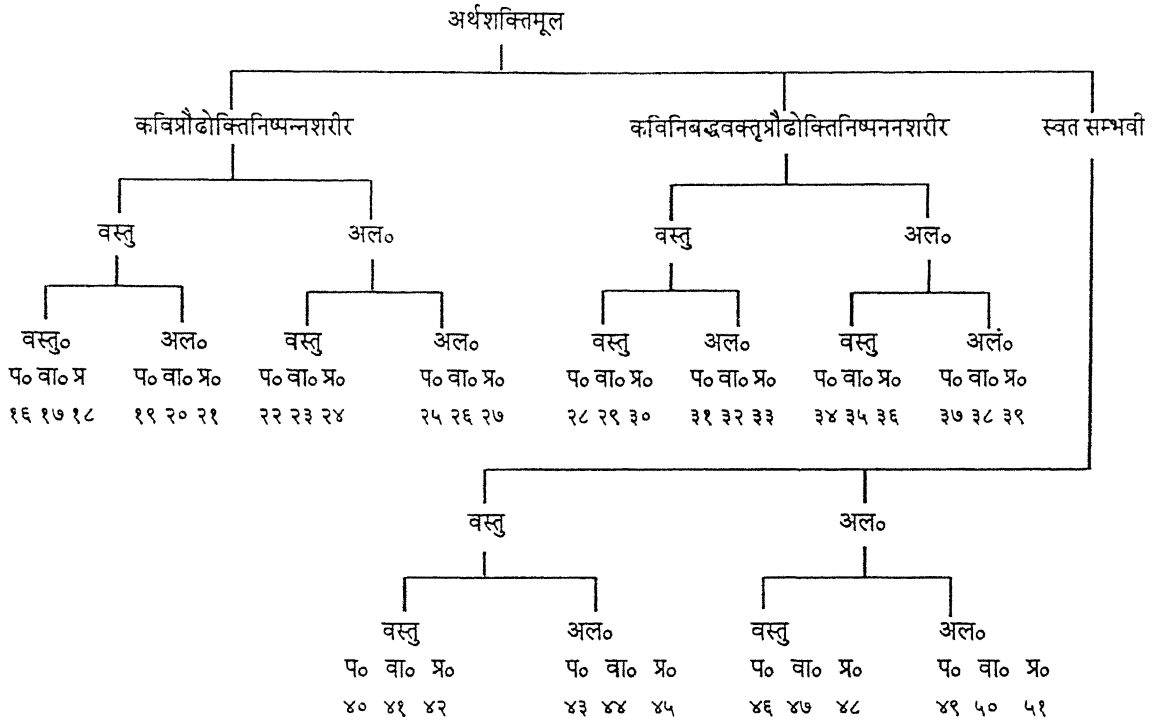 अर्थशक्तिमूल
कविप्रौढोक्तिनिष्पन्नशरीर कविनिबद्धवक्तृप्रौढोक्तिनिष्पननशरीर स्वत सम्भवी
वस्तु अल० वस्तु अल०
वस्तु० अल० वस्तु अल० वस्तु अल० वस्तु अलं०
प० वा० प्र प० वा० प्र० प० वा० प्र० प० वा० प्र० प० वा० प्र० प० वा० प्र० प० वा० प्र० प० वा० प्र०
१६ १७ १८ १९ २० २१ २२ २३ २४ २५ २६ २७ २८ २९ ३० ३१ ३२ ३३ ३४ ३५ ३६ ३७ ३८ ३९
वस्तु अल०
वस्तु अल० वस्तु अल०
प० वा० प्र० प० वा० प्र० प० वा० प्र० प० वा० प्र०
४० ४१ ४२ ४३ ४४ ४५ ४६ ४७ ४८ ४९ ५० ५१